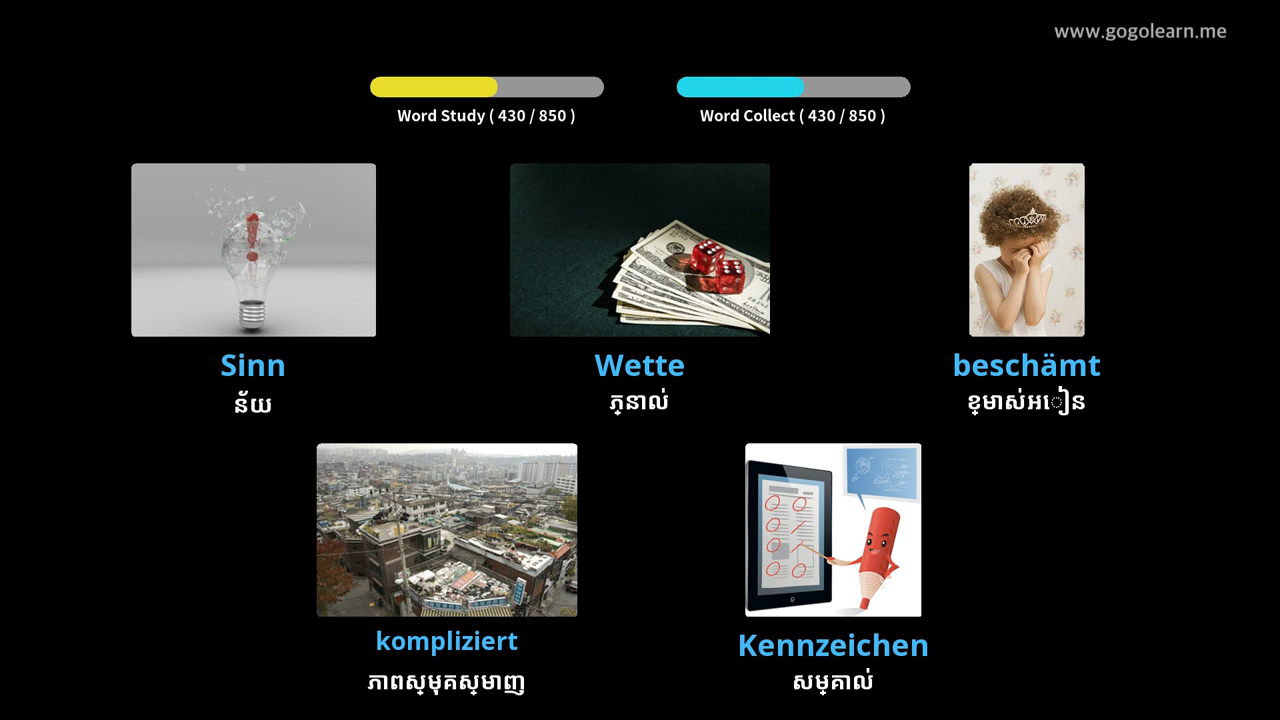 www.gogolearn.me
Word Study ( 430 / 850 )
Word Collect ( 430 / 850 )
Sinn
ន័យ
Wette
ភ្នាល់
beschämt
ខ្មាស់អៀន
kompliziert
ភាពស្មុគស្មាញ
Kennzeichen
សម្គាល់